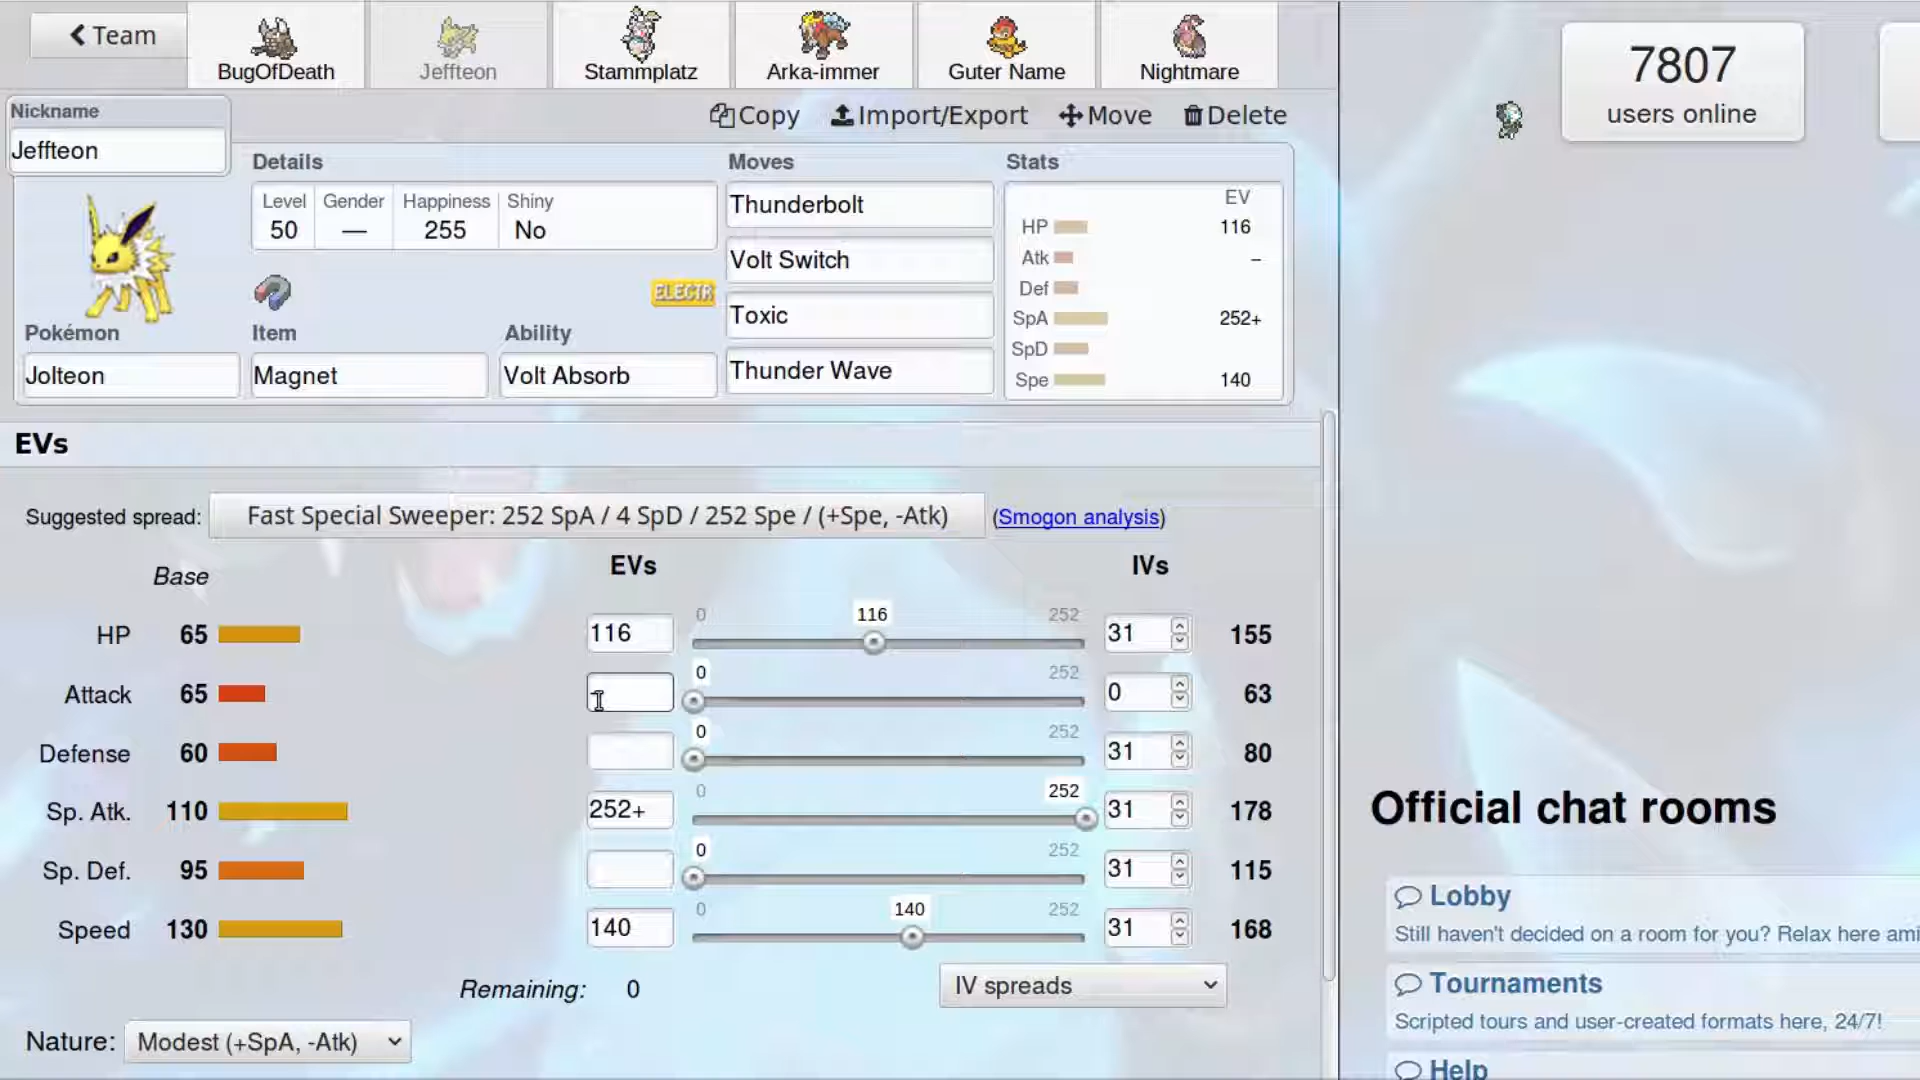 Team
BugOfDeath
Jeffteon
Stammplatz
Arka-immer
Guter Name
Nightmare
7807
users online
Nickname
Jeffteon
Copy
Import/Export
Move
Delete
Details
Moves
Stats
Level
Gender
Happiness
Shiny
50
—
255
No
Thunderbolt
Volt Switch
Toxic
Thunder Wave
EV
HP 116
Atk –
Def
SpA 252+
SpD
Spe 140
ELECTR
Pokémon
Item
Ability
Jolteon
Magnet
Volt Absorb
EVs
Suggested spread: Fast Special Sweeper: 252 SpA / 4 SpD / 252 Spe / (+Spe, -Atk) (Smogon analysis)
Base EVs IVs
0 116 252
HP 65 116 31 155
0 252
Attack 65 0 63
0 252
Defense 60 31 80
0 252 
Sp. Atk. 110 252+ 31 178
0 252
Sp. Def. 95 31 115
0 140 252
Speed 130 140 31 168
Remaining: 0
IV spreads
Nature: Modest (+SpA, -Atk)
Official chat rooms
Lobby
Still haven't decided on a room for you? Relax here ami
Tournaments
Scripted tours and user-created formats here, 24/7!
Help